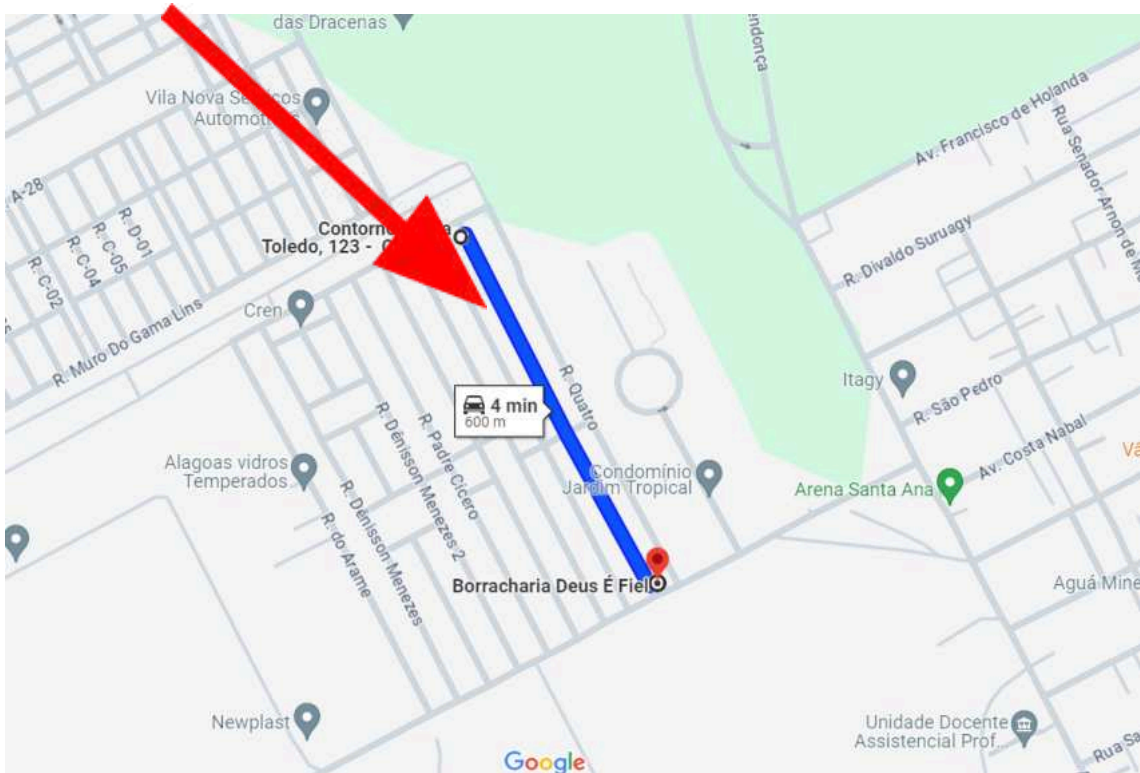 das Dracenas
Vila Nova Serviços
Automotivos
endonça
Av. Francisco de Holanda
Rua Senador Arnon de
A-28
R. D-01
R. C-05
R. C-04
R. C-02
Contorno
Toledo, 123 -
R. Divaldo Suruagy
Cren
R. Muro Do Gama Lins
R. Quatro
Itagy
R. São Pedro
4 min
600 m
Av. Costa Nabal
R. Padre Cicero
R. Dênisson Menezes 2
R. Dênisson Menezes
R. do Arame
Alagoas vidros
Temperados
Condomínio
Jardim Tropical
Arena Santa Ana
Borracharia Deus É Fiel
Aguá Mine
Newplast
Unidade Docente
Assistencial Prof...
Rua Sa
Google